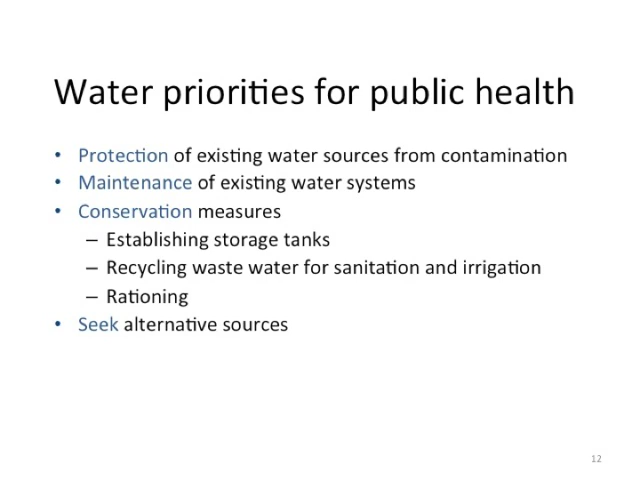 Water priorities for public health
• Protection of existing water sources from contamination
• Maintenance of existing water systems
• Conservation measures
– Establishing storage tanks
– Recycling waste water for sanitation and irrigation
– Rationing
• Seek alternative sources
12